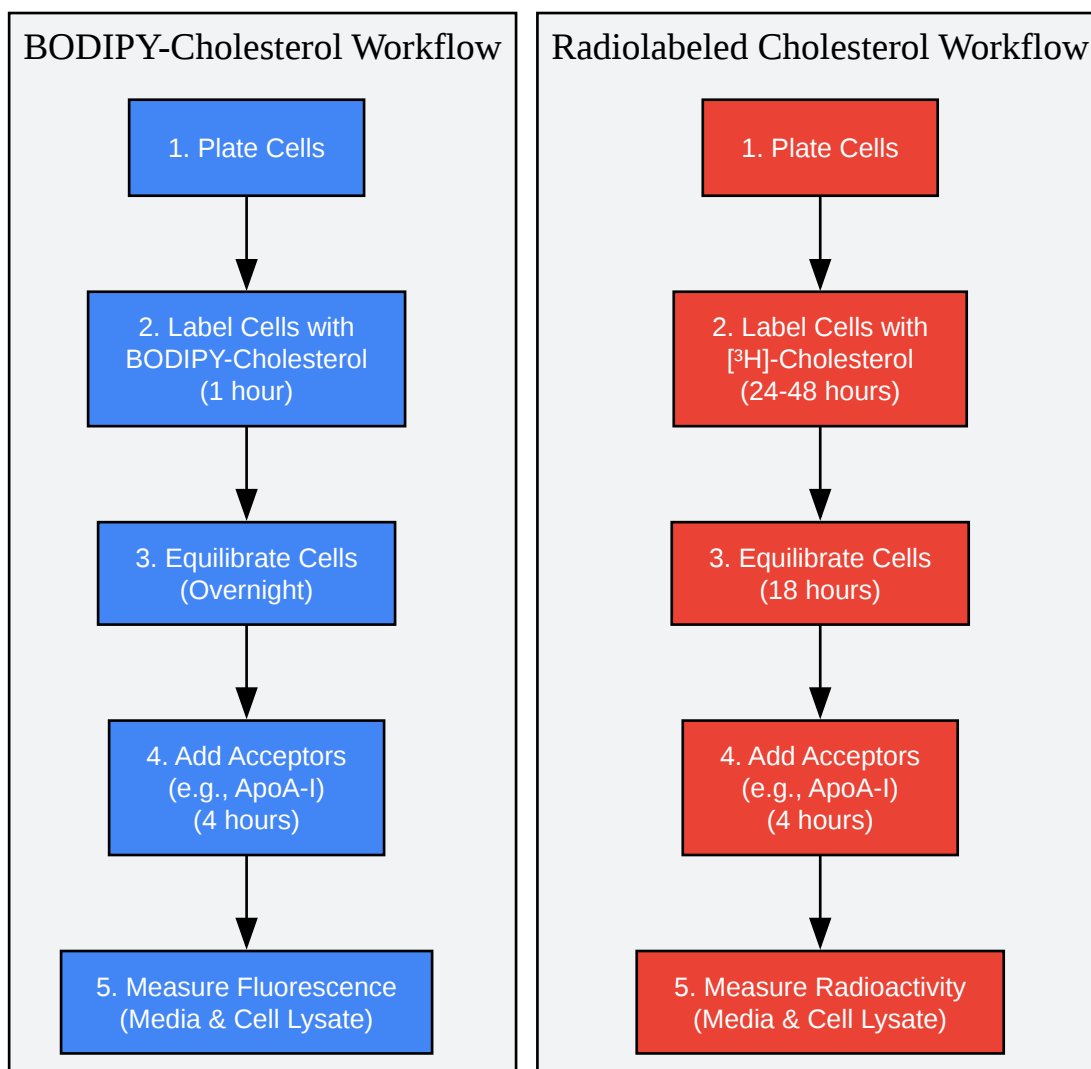 BODIPY-Cholesterol Workflow
1. Plate Cells
2. Label Cells with
BODIPY-Cholesterol
(1 hour)
3. Equilibrate Cells
(Overnight)
4. Add Acceptors
(e.g., ApoA-I)
(4 hours)
5. Measure Fluorescence
(Media & Cell Lysate)
Radiolabeled Cholesterol Workflow
1. Plate Cells
2. Label Cells with
[³H]-Cholesterol
(24-48 hours)
3. Equilibrate Cells
(18 hours)
4. Add Acceptors
(e.g., ApoA-I)
(4 hours)
5. Measure Radioactivity
(Media & Cell Lysate)